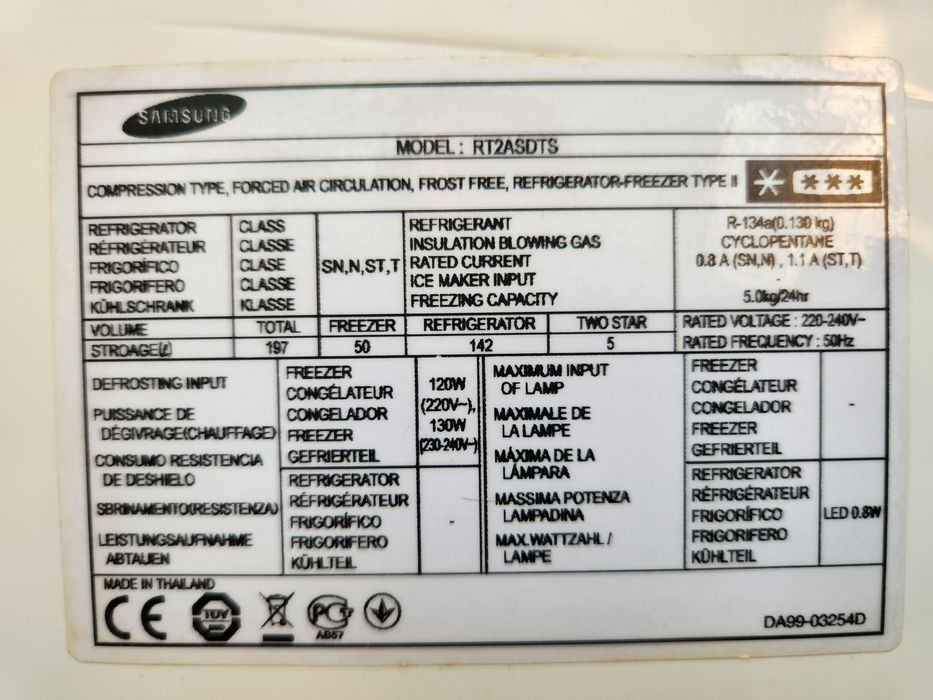 SAMSUNG
MODEL : RT2ASDTS
COMPRESSION TYPE, FORCED AIR CIRCULATION, FROST FREE, REFRIGERATOR-FREEZER TYPE II * ***
REFRIGERATOR CLASS
RÉFRIGÉRATEUR CLASSE
FRIGORÍFICO CLASE
FRIGORIFERO CLASSE
KÜHLSCHRANK KLASSE
SN,N,ST,T
REFRIGERANT R-134a(0.130 kg)
INSULATION BLOWING GAS CYCLOPENTANE
RATED CURRENT 0.8 A (SN,N) , 1.1 A (ST,T)
ICE MAKER INPUT
FREEZING CAPACITY 5.0kg/24hr
VOLUME TOTAL FREEZER REFRIGERATOR TWO STAR RATED VOLTAGE : 220-240V~
STROAGE(ℓ) 197 50 142 5 RATED FREQUENCY : 50Hz
DEFROSTING INPUT
PUISSANCE DE
DÉGIVRAGE(CHAUFFAGE)
CONSUMO RESISTENCIA
DE DESHIELO
SBRINAMENTO(RESISTENZA)
LEISTUNGSAUFNAHME
ABTAUEN
FREEZER
CONGÉLATEUR
CONGELADOR
FREEZER
GEFRIERTEIL
120W
(220V~),
130W
(230-240V~)
REFRIGERATOR
RÉFRIGÉRATEUR
FRIGORÍFICO
FRIGORIFERO
KÜHLTEIL
-
MAXIMUM INPUT
OF LAMP
MAXIMALE DE
LA LAMPE
MÁXIMA DE LA
LÁMPARA
MASSIMA POTENZA
LAMPADINA
MAX.WATTZAHL /
LAMPE
FREEZER
CONGÉLATEUR
CONGELADOR
FREEZER
GEFRIERTEIL
-
REFRIGERATOR
RÉFRIGÉRATEUR
FRIGORÍFICO
FRIGORIFERO
KÜHLTEIL
LED 0.8W
MADE IN THAILAND
CE TÜV PG
AB57
DA99-03254D